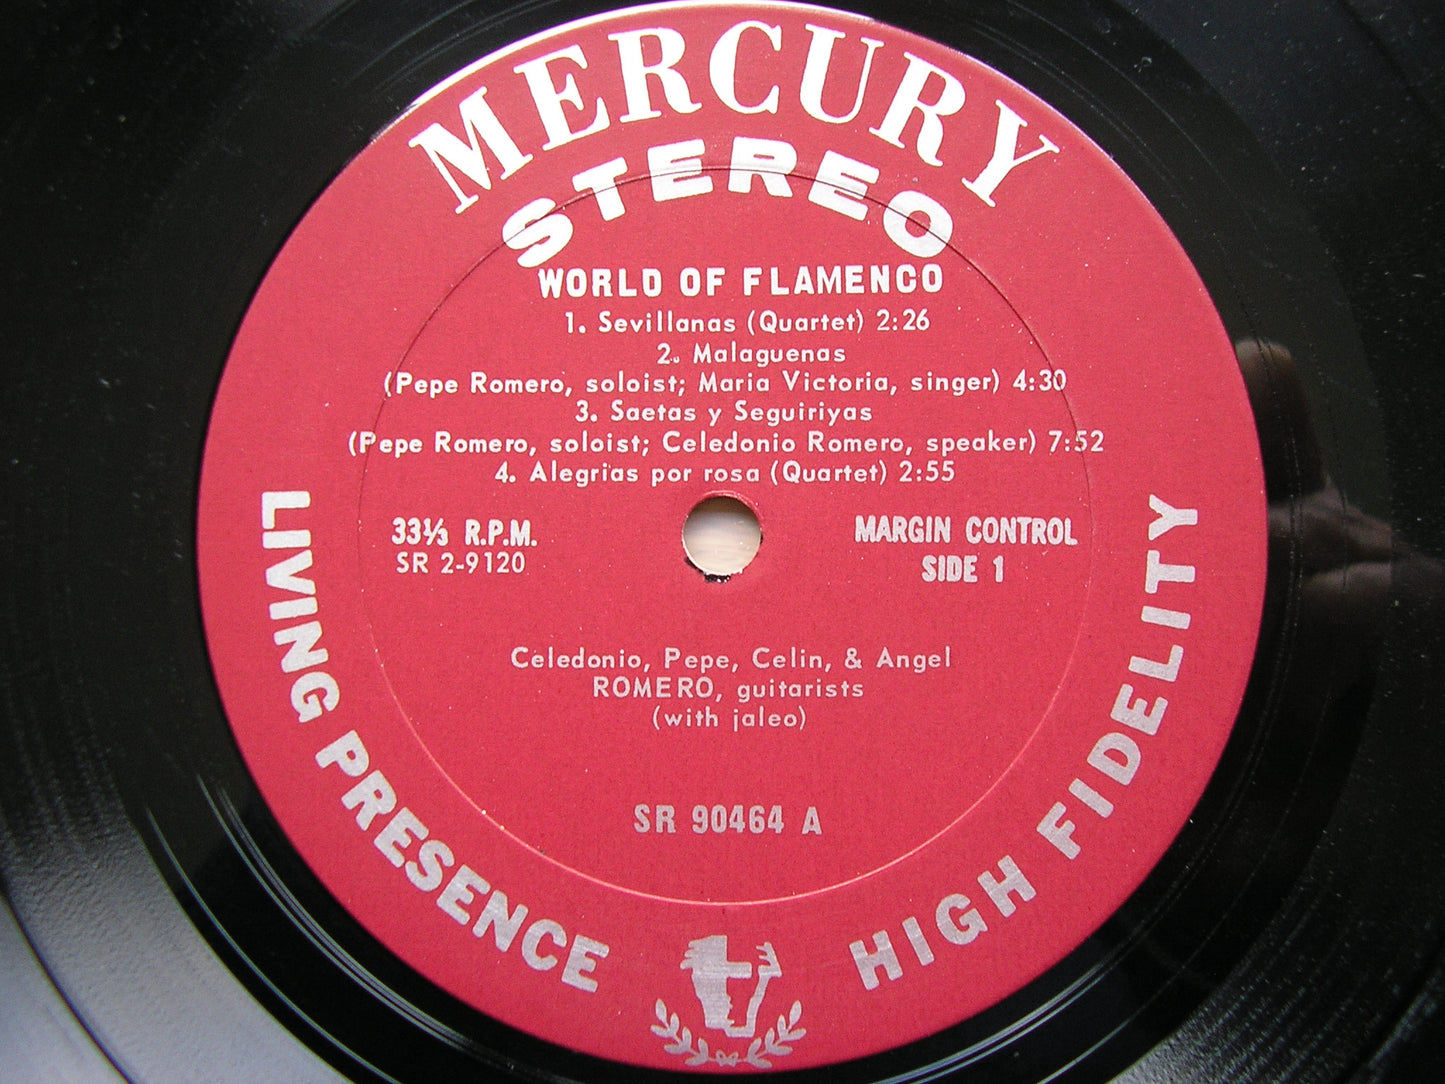 MERCURY
STEREO
WORLD OF FLAMENCO
1. Sevillanas (Quartet) 2:26
2. Malaguenas
(Pepe Romero, soloist; Maria Victoria, singer) 4:30
3. Saetas y Seguiriyas
(Pepe Romero, soloist; Celedonio Romero, speaker) 7:52
4. Alegrias por rosa (Quartet) 2:55
33⅓ R.P.M.
SR 2-9120
MARGIN CONTROL
SIDE 1
Celedonio, Pepe, Celin, & Angel
ROMERO, guitarists
(with jaleo)
SR 90464 A
LIVING PRESENCE
HIGH FIDELITY